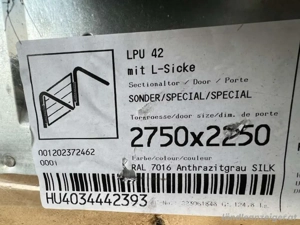 LPU 42
mit L-Sicke
Sectionaltor / Door / Porte
SONDER/SPECIAL/SPECIAL
Torgroesse/door size/dim. de porte
2750x2250
001202372462
0001
Farbe/colour/couleur
RAL 7016 Anthrazitgrau SILK
HU4034442393